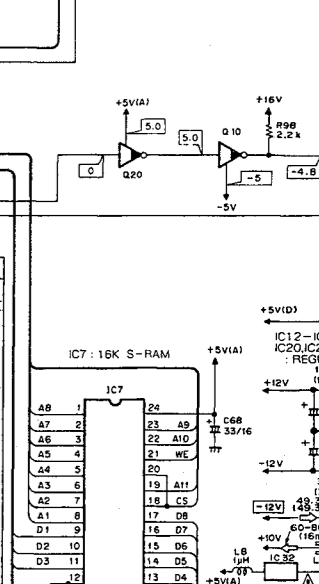 +5V(A)
+16V
5.0
5.0
Q10
R98
2.2k
0
Q20
-5
-4.8
-5V
+5V(D)
IC7 : 16K S-RAM
+5V(A)
IC12-I
IC20,IC2
: REGU
+12V
IC7
A8 1 24
A7 2 23 A9
A6 3 22 A10
A5 4 21 WE
A4 5 20
A3 6 19 A11
A2 7 18 CS
A1 8 17 D8
D1 9 16 D7
D2 10 15 D6
D3 11 14 D5
12 13 D4
+
C68
33/16
+
+
-12V
-12V
+10V
L8
1μH
IC32
+5V(A)